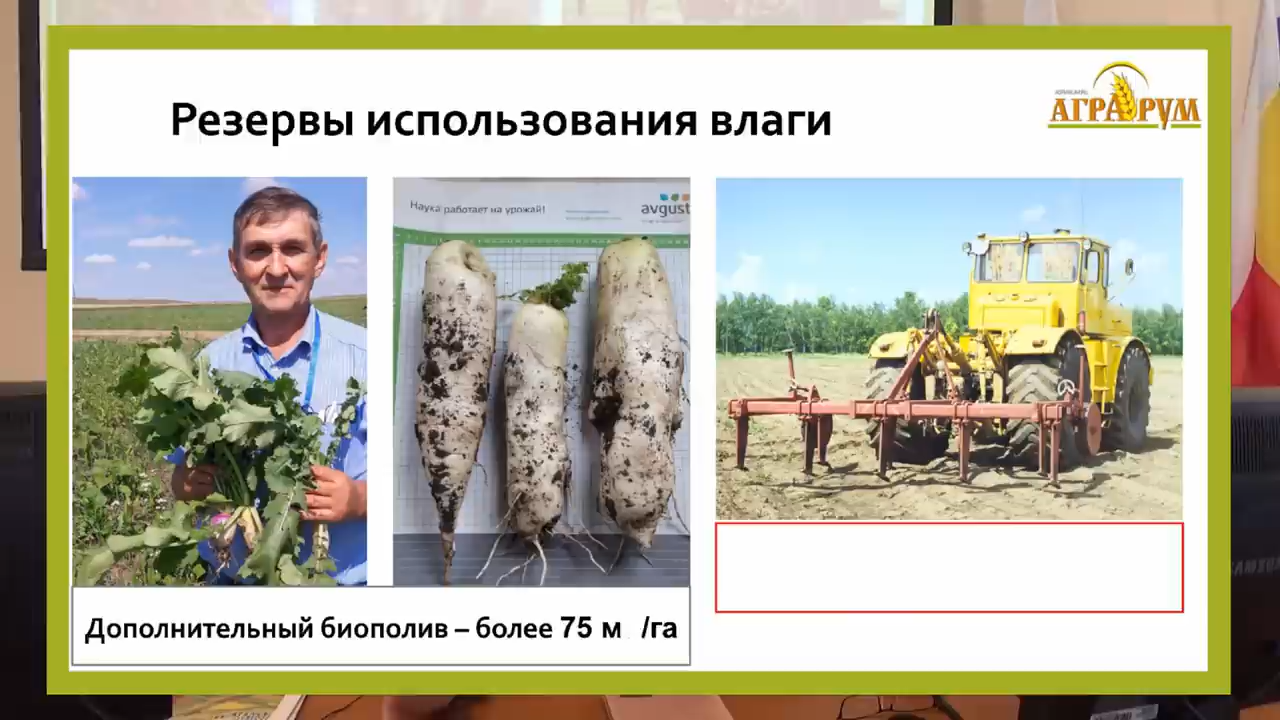 Резервы использования влаги
АГРАРУМ
Наука работает на урожай!
avgust
Дополнительный биополив – более 75 м /га